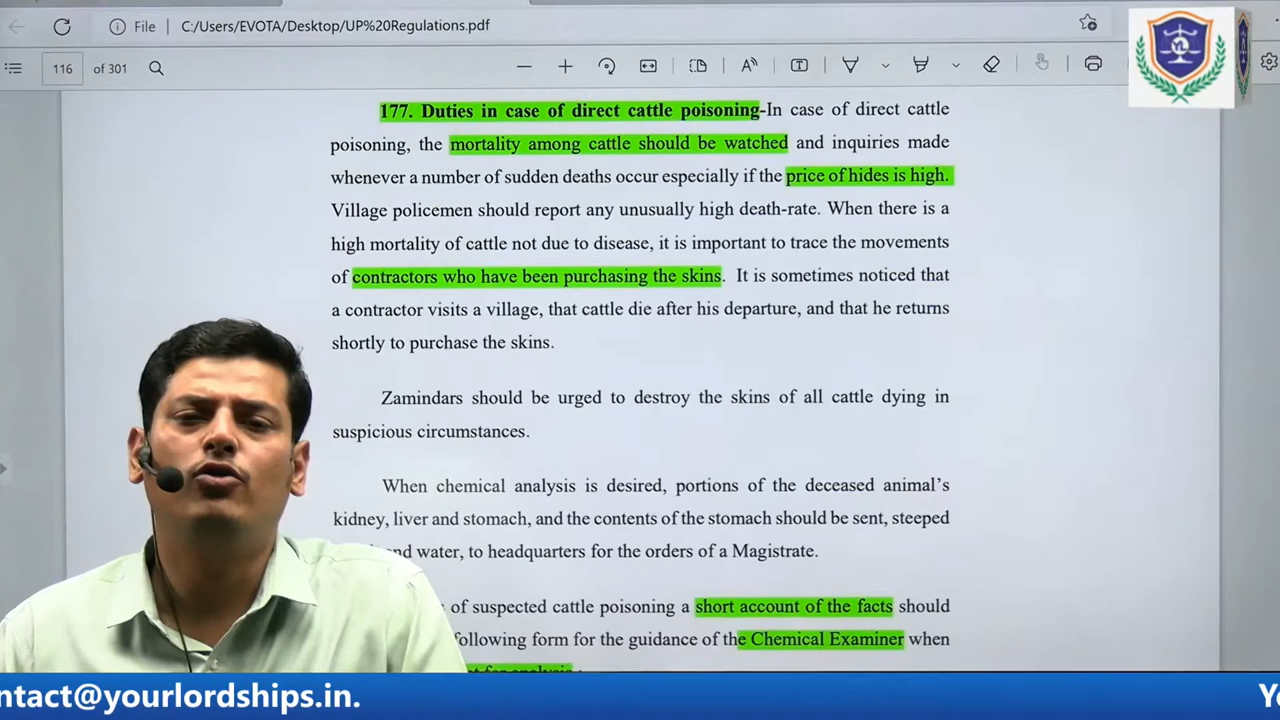 File | C:/Users/EVOTA/Desktop/UP%20Regulations.pdf
116 of 301
177. Duties in case of direct cattle poisoning-In case of direct cattle
poisoning, the mortality among cattle should be watched and inquiries made
whenever a number of sudden deaths occur especially if the price of hides is high.
Village policemen should report any unusually high death-rate. When there is a
high mortality of cattle not due to disease, it is important to trace the movements
of contractors who have been purchasing the skins. It is sometimes noticed that
a contractor visits a village, that cattle die after his departure, and that he returns
shortly to purchase the skins.
Zamindars should be urged to destroy the skins of all cattle dying in
suspicious circumstances.
When chemical analysis is desired, portions of the deceased animal's
kidney, liver and stomach, and the contents of the stomach should be sent, steeped
water, to headquarters for the orders of a Magistrate.
of suspected cattle poisoning a short account of the facts should
following form for the guidance of the Chemical Examiner when
for analysis
ntact@yourlordships.in.